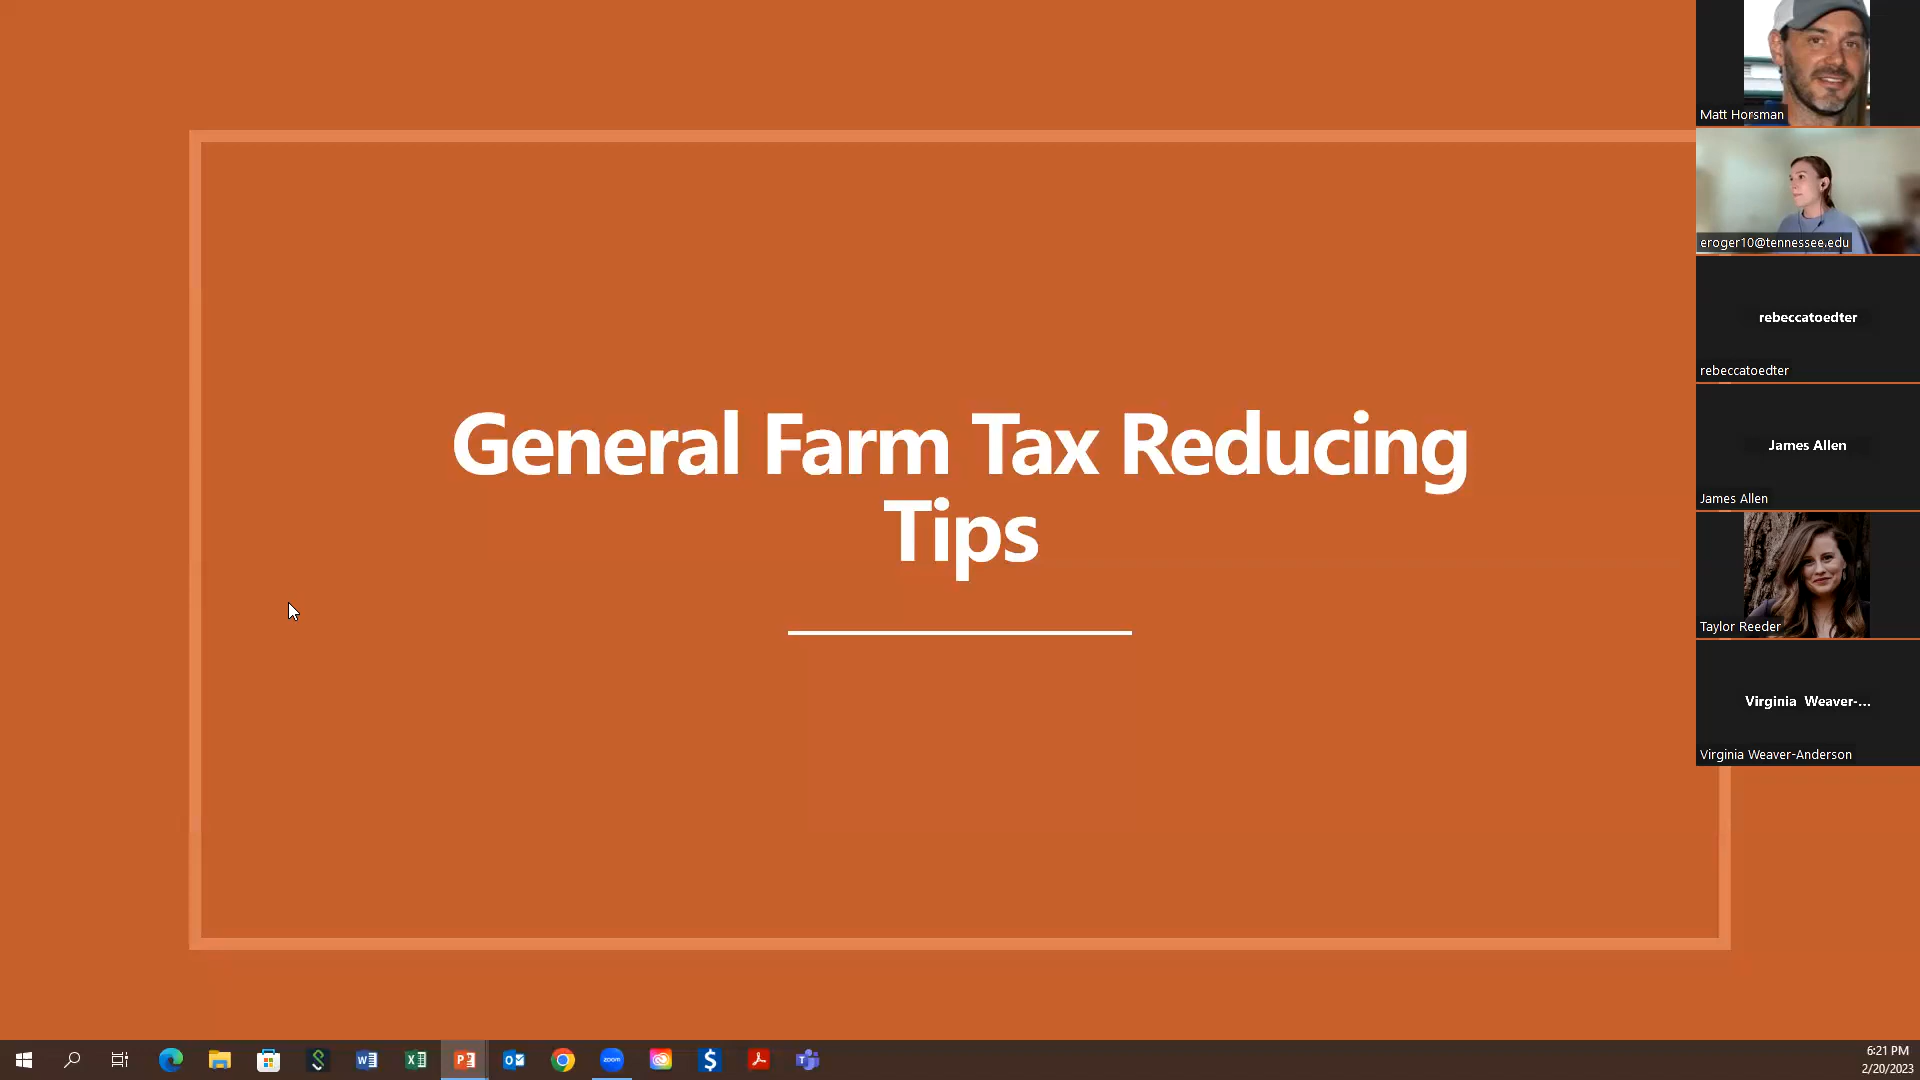 General Farm Tax Reducing
Tips
Matt Horsman
eroger10@tennessee.edu
rebeccatoedter
rebeccatoedter
James Allen
James Allen
Taylor Reeder
Virginia Weaver-...
Virginia Weaver-Anderson
zoom
6:21 PM
2/20/2023